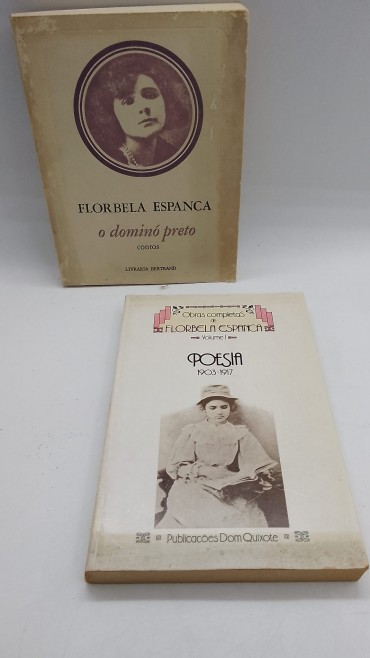 FLORBELA ESPANCA
o dominó preto
contos
LIVRARIA BERTRAND
Obras completas
de
FLORBELA ESPANCA
Volume I
POESIA
1903-1917
Publicações Dom Quixote